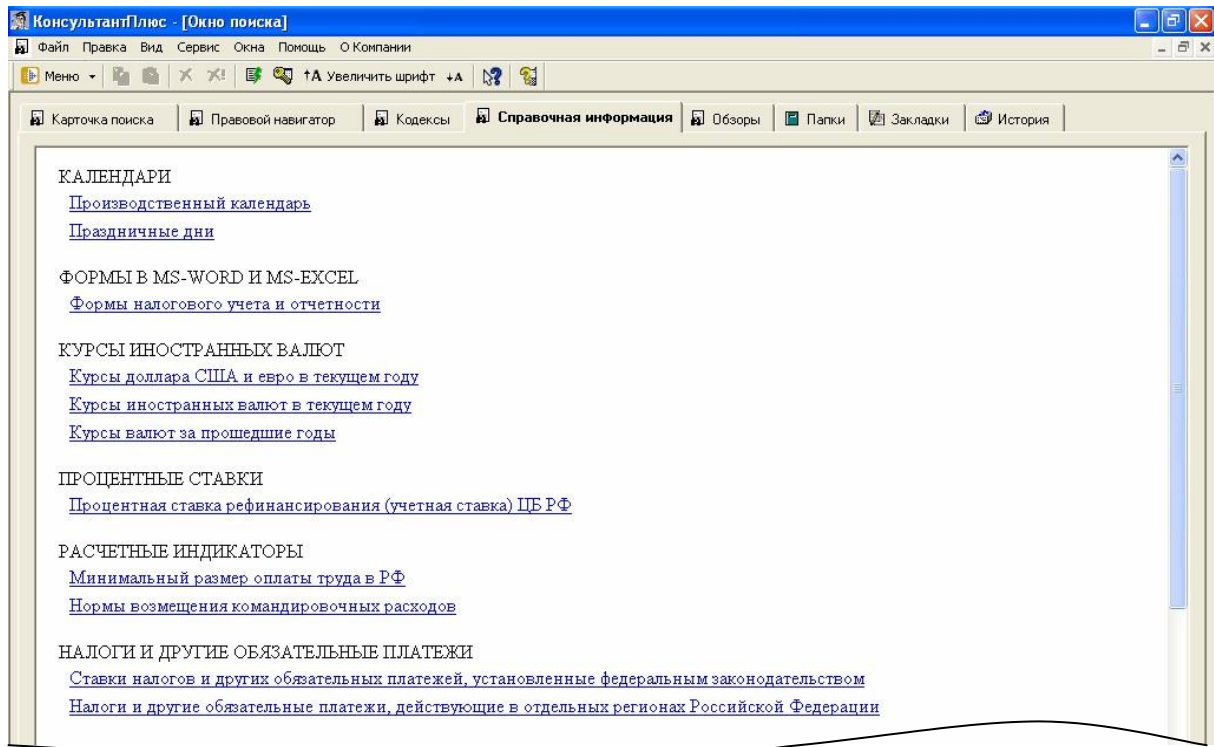 КонсультантПлюс - [Окно поиска]
Файл Правка Вид Сервис Окна Помощь О Компании
Меню Увеличить шрифт
Карточка поиска Правовой навигатор Кодексы Справочная информация Обзоры Папки Закладки История
КАЛЕНДАРИ
Производственный календарь
Праздничные дни
ФОРМЫ В MS-WORD И MS-EXCEL
Формы налогового учета и отчетности
КУРСЫ ИНОСТРАННЫХ ВАЛЮТ
Курсы доллара США и евро в текущем году
Курсы иностранных валют в текущем году
Курсы валют за прошедшие годы
ПРОЦЕНТНЫЕ СТАВКИ
Процентная ставка рефинансирования (учетная ставка) ЦБ РФ
РАСЧЕТНЫЕ ИНДИКАТОРЫ
Минимальный размер оплаты труда в РФ
Нормы возмещения командировочных расходов
НАЛОГИ И ДРУГИЕ ОБЯЗАТЕЛЬНЫЕ ПЛАТЕЖИ
Ставки налогов и других обязательных платежей, установленные федеральным законодательством
Налоги и другие обязательные платежи, действующие в отдельных регионах Российской Федерации